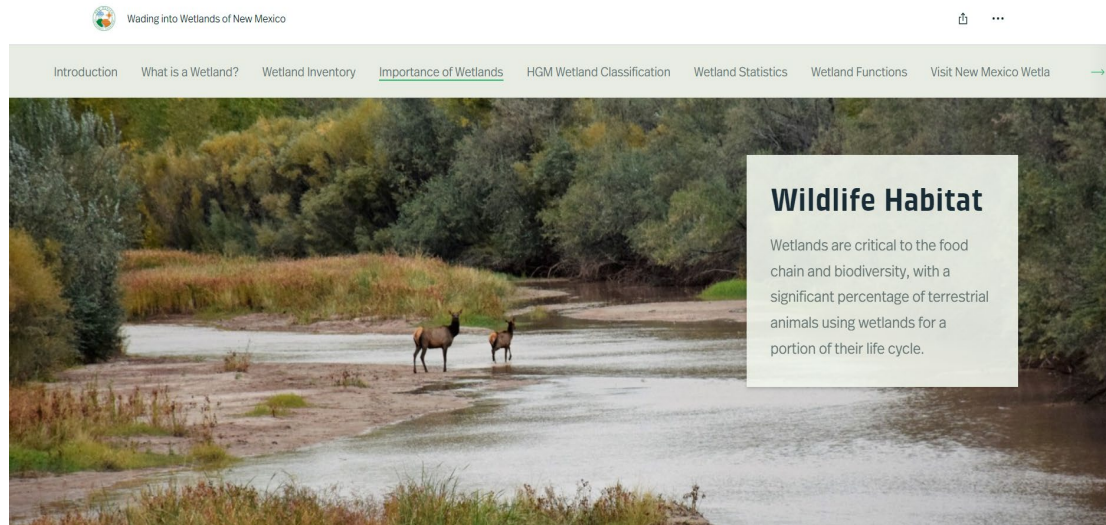 Wading into Wetlands of New Mexico
Introduction What is a Wetland? Wetland Inventory Importance of Wetlands HGM Wetland Classification Wetland Statistics Wetland Functions Visit New Mexico Wetla
Wildlife Habitat
Wetlands are critical to the food
chain and biodiversity, with a
significant percentage of terrestrial
animals using wetlands for a
portion of their life cycle.